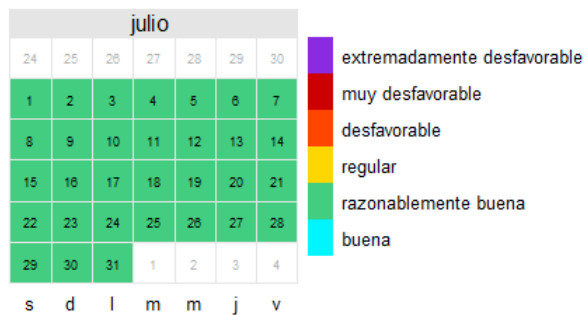 julio
24 25 26 27 28 29 30
1 2 3 4 5 6 7
8 9 10 11 12 13 14
15 16 17 18 19 20 21
22 23 24 25 26 27 28
29 30 31 1 2 3 4
s d l m m j v
extremadamente desfavorable
muy desfavorable
desfavorable
regular
razonablemente buena
buena